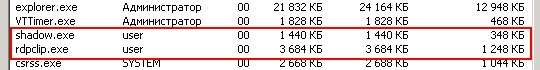 explorer.exe Администратор 00 21 832 КБ 24 164 КБ 12 948 КБ
VTTimer.exe Администратор 00 1 440 КБ 1 440 КБ 468 КБ
shadow.exe user 00 1 440 КБ 1 440 КБ 348 КБ
rdpclip.exe user 00 3 684 КБ 3 684 КБ 1 248 КБ
csrss.exe SYSTEM 00 2 668 КБ 2 688 КБ 1 044 КБ